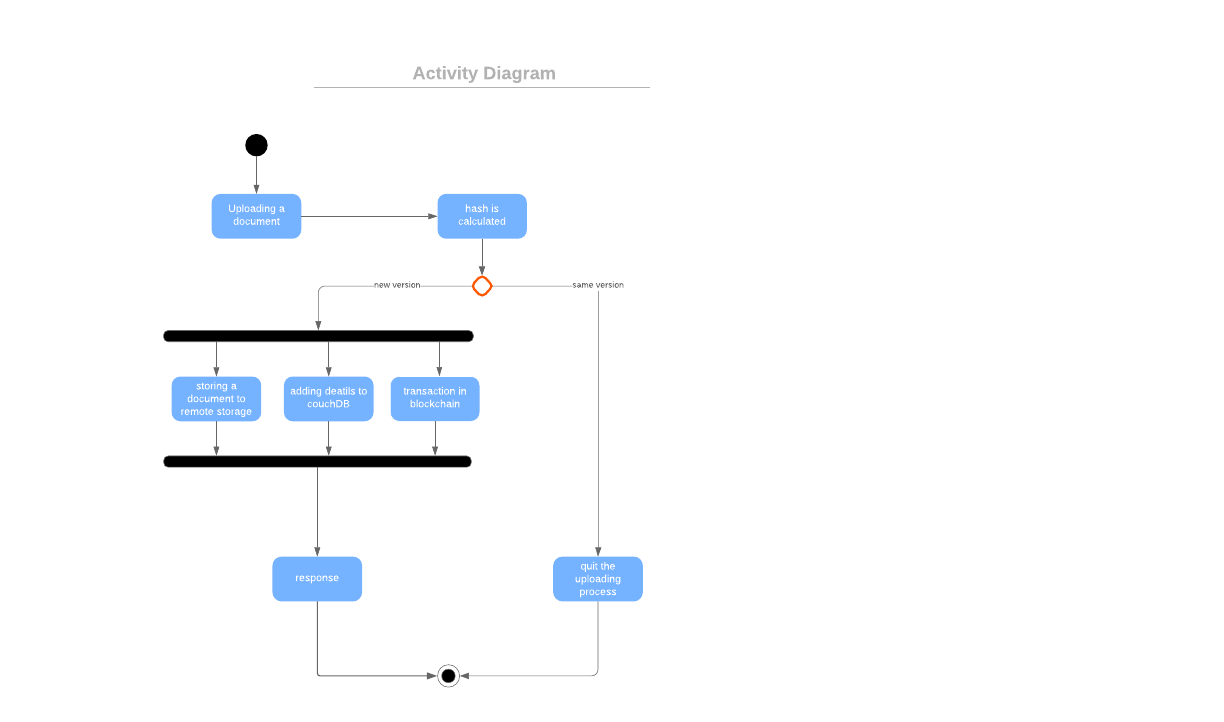 Activity Diagram
Uploading a
document
hash is
calculated
new version
same version
storing a
document to
remote storage
adding deatils to
couchDB
transaction in
blockchain
response
quit the
uploading
process